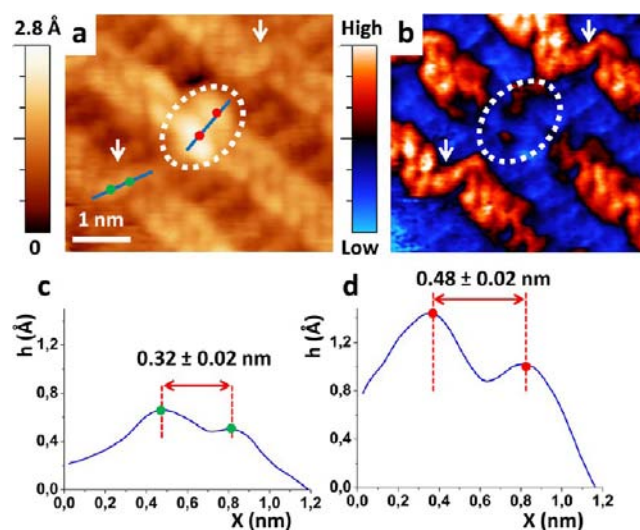 2.8 Å
a
0
1 nm
High
b
Low
c
0.32 ± 0.02 nm
h (Å)
1,2
0,8
0,4
0,0
0,0 0,2 0,4 0,6 0,8 1,0 1,2
X (nm)
d
0.48 ± 0.02 nm
h (Å)
1,2
0,8
0,4
0,0
0,0 0,2 0,4 0,6 0,8 1,0 1,2
X (nm)